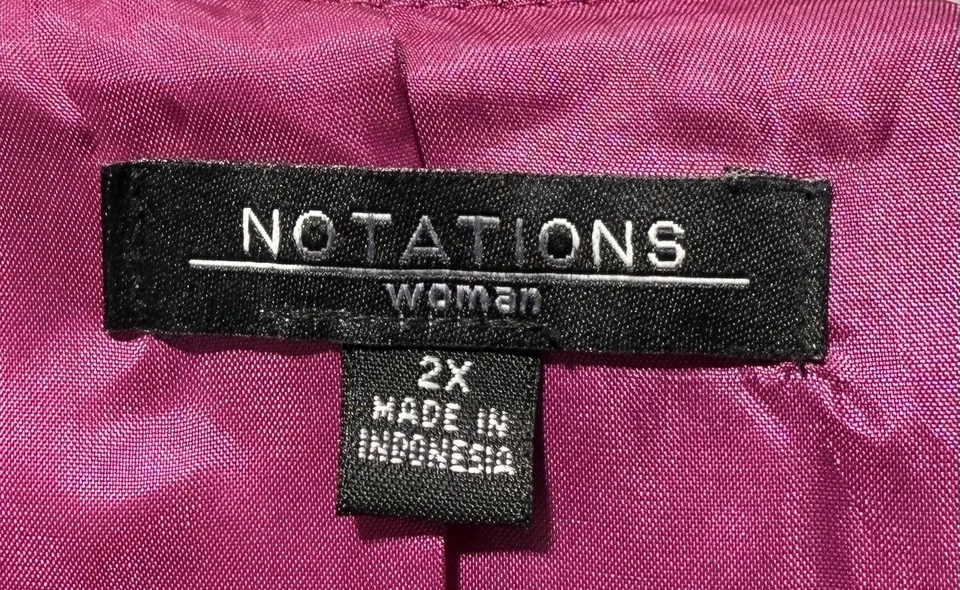 NOTATIONS
woman
2X
MADE IN
INDONESIA